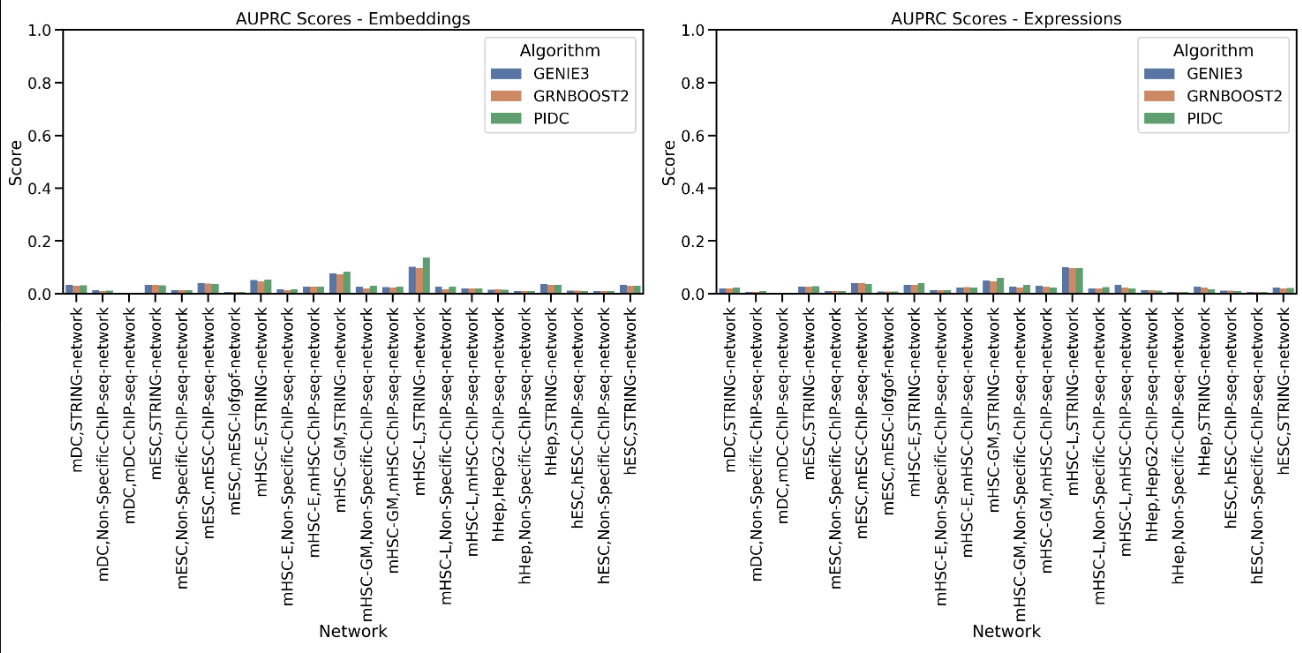 AUPRC Scores - Embeddings
Score
1.0
0.8
0.6
0.4
0.2
0.0
Algorithm
GENIE3
GRNBOOST2
PIDC
mDC,STRING-network
mDC,Non-Specific-ChIP-seq-network
mDC,mDC-ChIP-seq-network
mESC,STRING-network
mESC,Non-Specific-ChIP-seq-network
mESC,mESC-ChIP-seq-network
mESC,mESC-lofgof-network
mHSC-E,STRING-network
mHSC-E,Non-Specific-ChIP-seq-network
mHSC-E,mHSC-ChIP-seq-network
mHSC-GM,STRING-network
mHSC-GM,Non-Specific-ChIP-seq-network
mHSC-GM,mHSC-ChIP-seq-network
mHSC-L,STRING-network
mHSC-L,Non-Specific-ChIP-seq-network
mHSC-L,mHSC-ChIP-seq-network
hHep,HepG2-ChIP-seq-network
hHep,Non-Specific-ChIP-seq-network
hHep,STRING-network
hESC,hESC-ChIP-seq-network
hESC,Non-Specific-ChIP-seq-network
hESC,STRING-network
Network
AUPRC Scores - Expressions
Score
1.0
0.8
0.6
0.4
0.2
0.0
Algorithm
GENIE3
GRNBOOST2
PIDC
mDC,STRING-network
mDC,Non-Specific-ChIP-seq-network
mDC,mDC-ChIP-seq-network
mESC,STRING-network
mESC,Non-Specific-ChIP-seq-network
mESC,mESC-ChIP-seq-network
mESC,mESC-lofgof-network
mHSC-E,STRING-network
mHSC-E,Non-Specific-ChIP-seq-network
mHSC-E,mHSC-ChIP-seq-network
mHSC-GM,STRING-network
mHSC-GM,Non-Specific-ChIP-seq-network
mHSC-GM,mHSC-ChIP-seq-network
mHSC-L,STRING-network
mHSC-L,Non-Specific-ChIP-seq-network
mHSC-L,mHSC-ChIP-seq-network
hHep,HepG2-ChIP-seq-network
hHep,Non-Specific-ChIP-seq-network
hHep,STRING-network
hESC,hESC-ChIP-seq-network
hESC,Non-Specific-ChIP-seq-network
hESC,STRING-network
Network